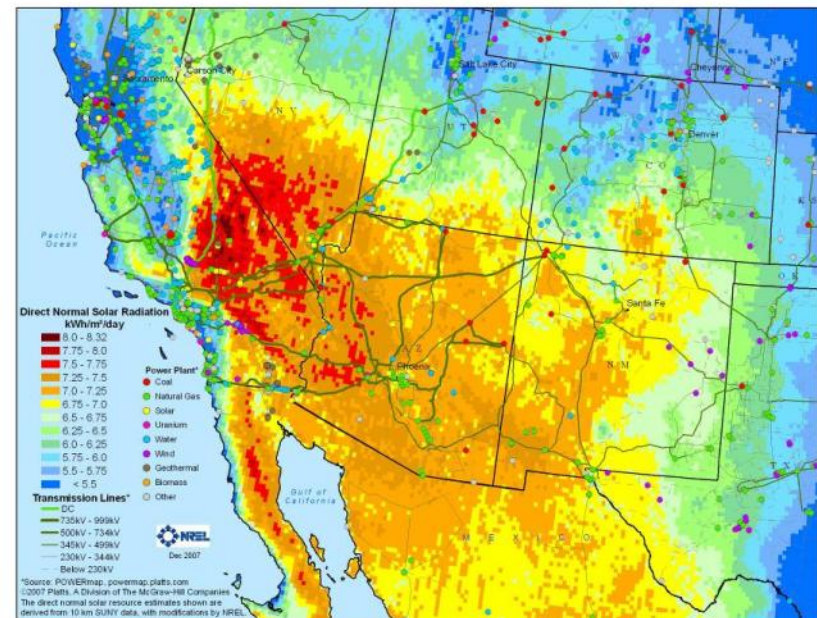 Sacramento
Carson City
N V
Salt Lake City
U T
W
Cheyenne
N E
Denver
C O
K S
Pacific
Ocean
O K
Santa Fe
A Z
Phoenix
N M
T X
Gulf of
California
M E X I C O
Direct Normal Solar Radiation
kWh/m²/day
8.0 - 8.32
7.75 - 8.0
7.5 - 7.75
7.25 - 7.5
7.0 - 7.25
6.75 - 7.0
6.5 - 6.75
6.25 - 6.5
6.0 - 6.25
5.75 - 6.0
5.5 - 5.75
< 5.5
Power Plant*
Coal
Natural Gas
Solar
Uranium
Water
Wind
Geothermal
Biomass
Other
Transmission Lines*
DC
735kV - 999kV
500kV - 734kV
345kV - 499kV
230kV - 344kV
Below 230kV
NREL
Dec 2007
*Source: POWERmap, powermap.platts.com
©2007 Platts, A Division of The McGraw-Hill Companies
The direct normal solar resource estimates shown are
derived from 10 km SUNY data, with modifications by NREL.